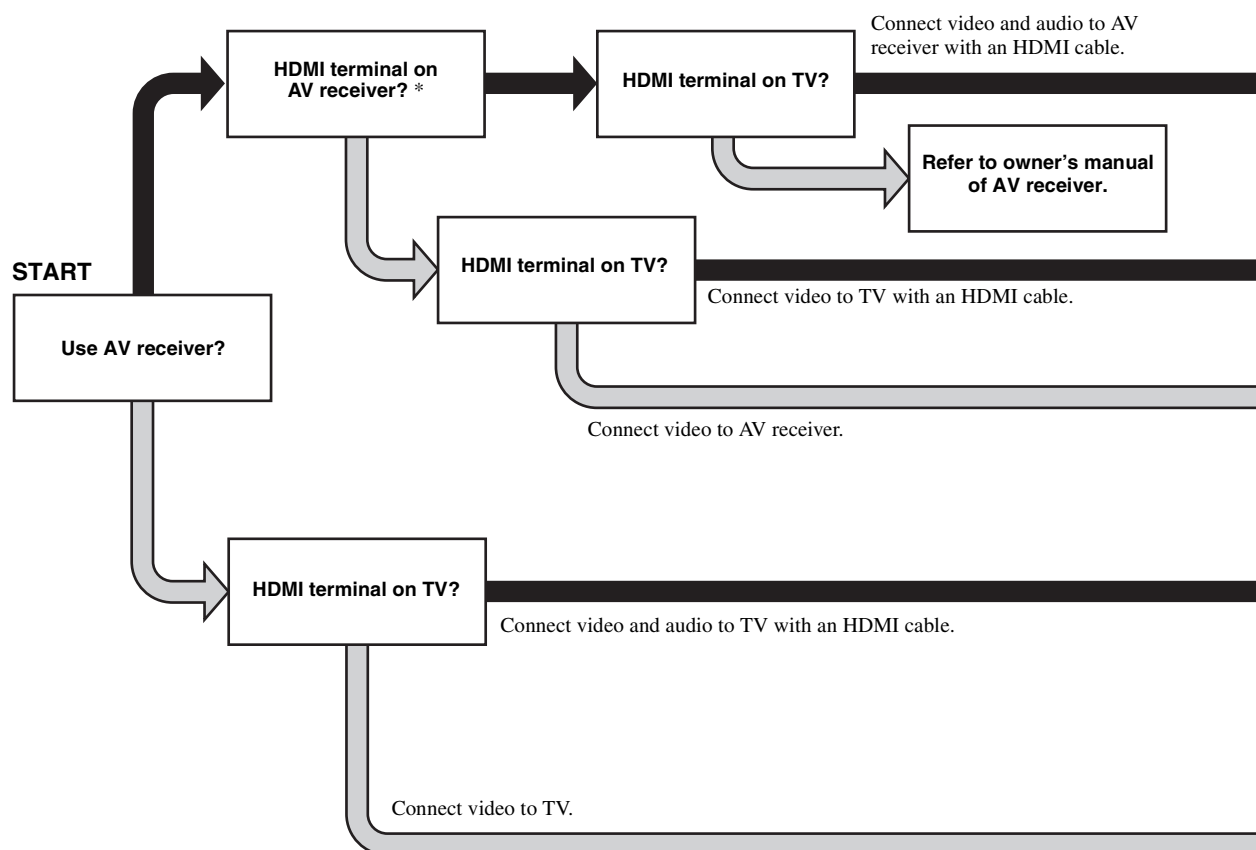 Connect video and audio to AV
receiver with an HDMI cable.
HDMI terminal on
AV receiver? *
HDMI terminal on TV?
Refer to owner's manual
of AV receiver.
HDMI terminal on TV?
START
Connect video to TV with an HDMI cable.
Use AV receiver?
Connect video to AV receiver.
HDMI terminal on TV?
Connect video and audio to TV with an HDMI cable.
Connect video to TV.